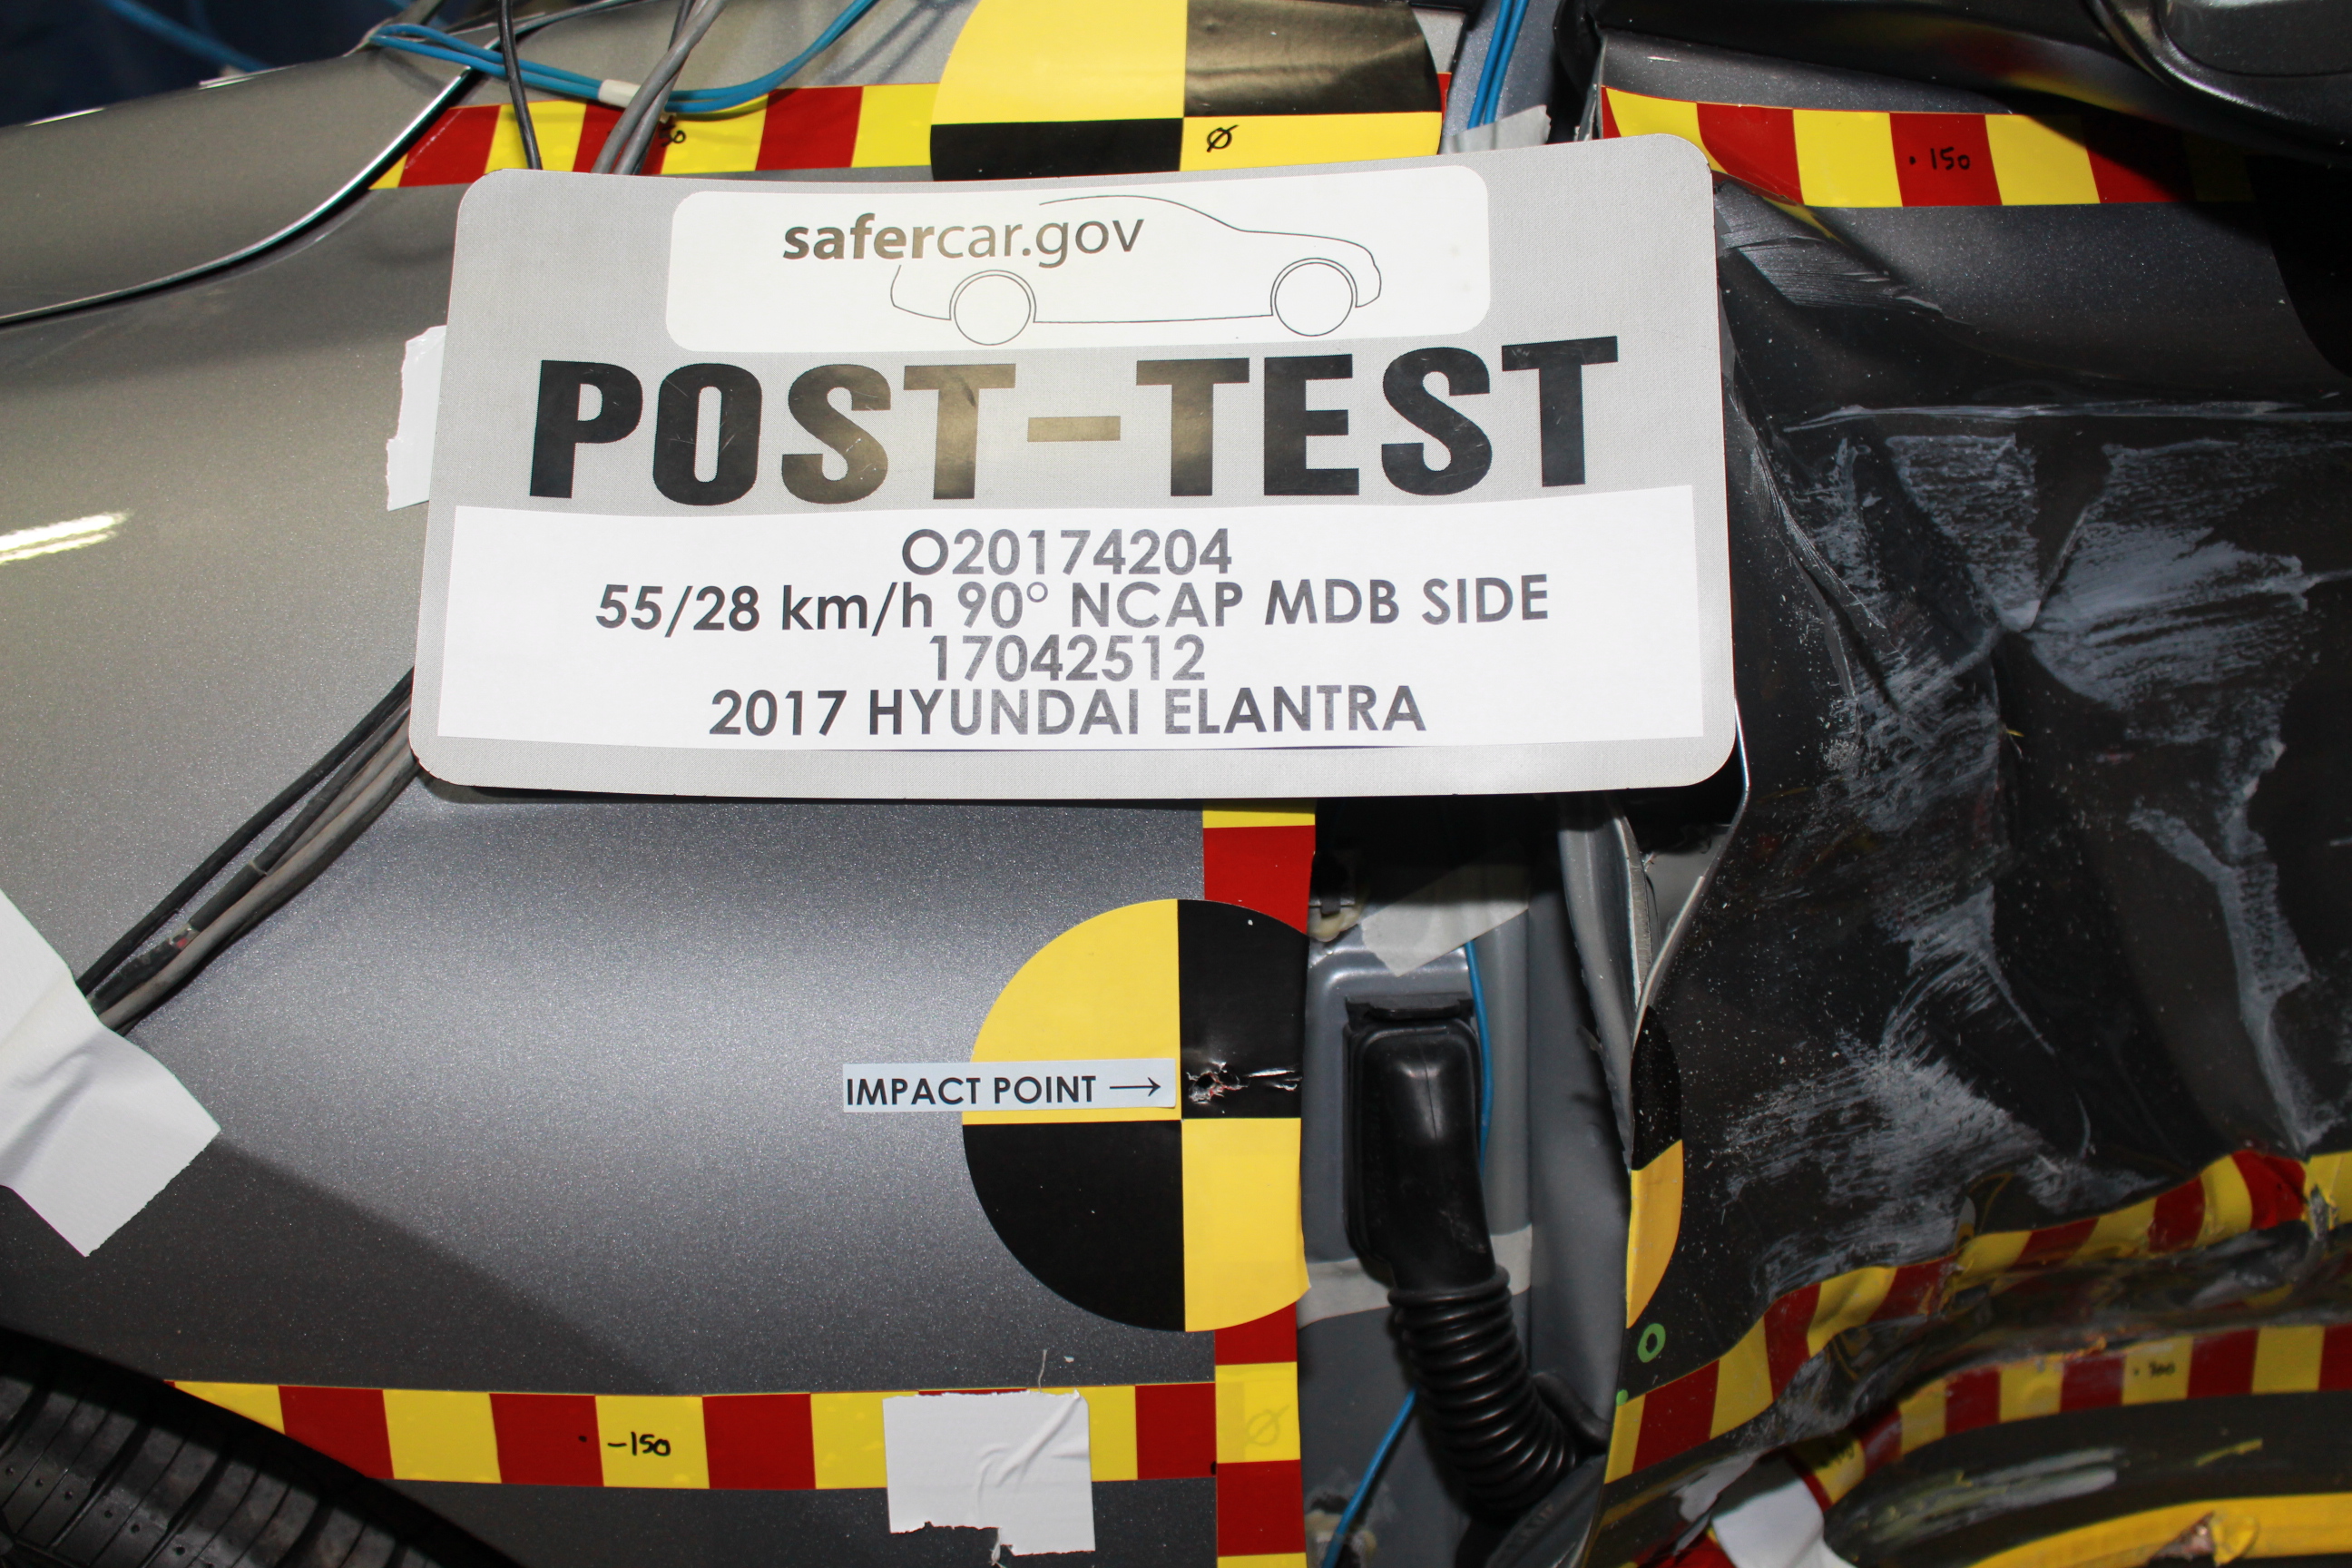 Ø
· 150
safercar.gov
POST-TEST
O20174204
55/28 km/h 90° NCAP MDB SIDE
17042512
2017 HYUNDAI ELANTRA
IMPACT POINT →
· -150
Ø